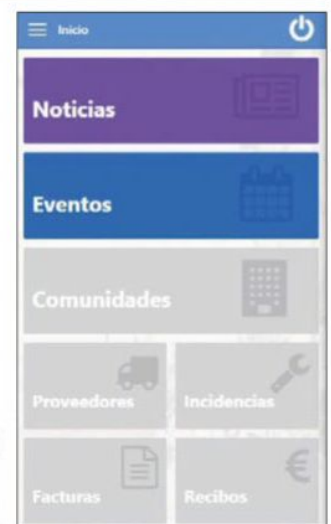 Inicio
Noticias
Eventos
Comunidades
Proveedores Incidencias
Facturas Recibos